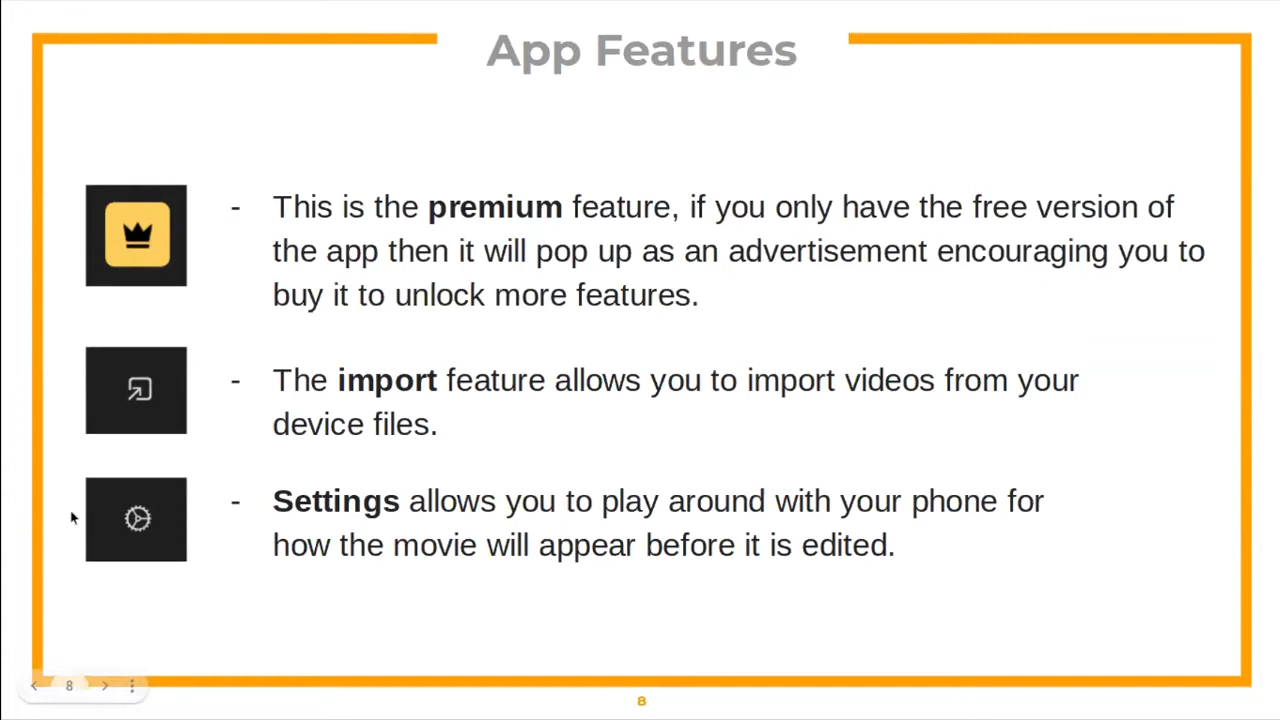 App Features
- This is the premium feature, if you only have the free version of
the app then it will pop up as an advertisement encouraging you to
buy it to unlock more features.
- The import feature allows you to import videos from your
device files.
- Settings allows you to play around with your phone for
how the movie will appear before it is edited.
8
8